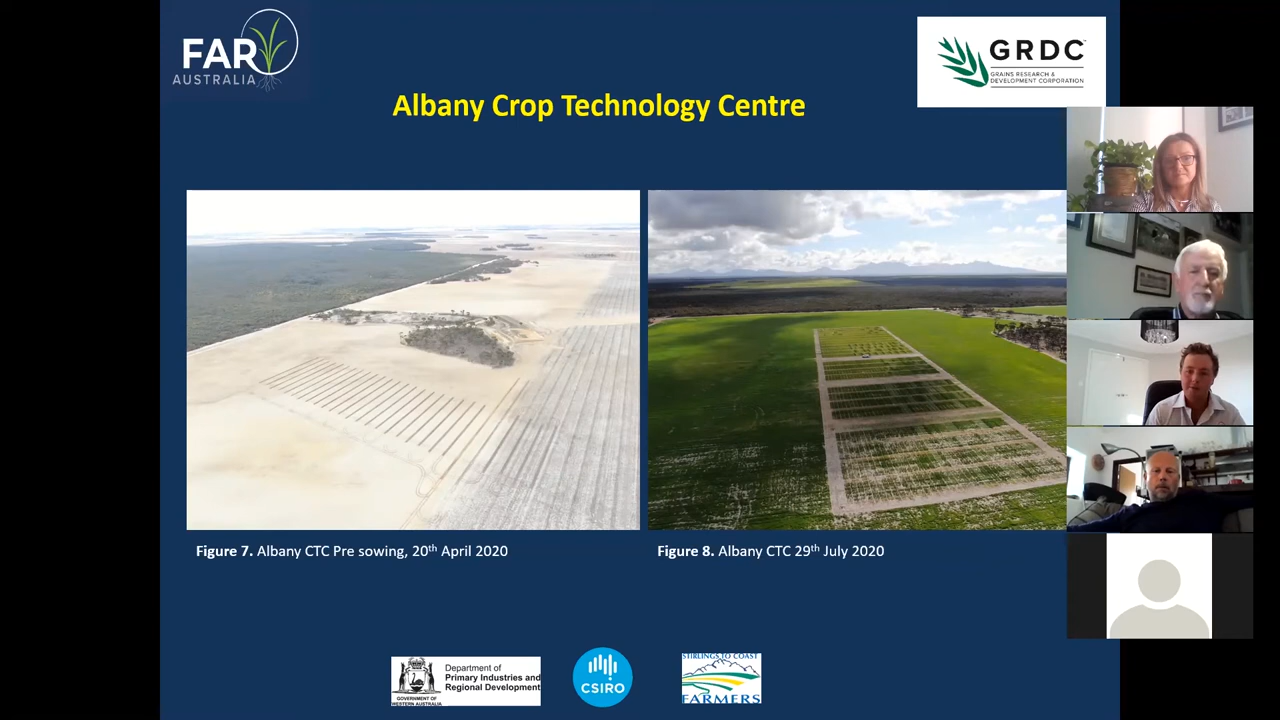 FAR
AUSTRALIA
GRDC™
GRAINS RESEARCH &
DEVELOPMENT CORPORATION
Albany Crop Technology Centre
Figure 7. Albany CTC Pre sowing, 20th April 2020
Figure 8. Albany CTC 29th July 2020
Department of
Primary Industries and
Regional Development
GOVERNMENT OF
WESTERN AUSTRALIA
CSIRO
STIRLINGS TO COAST
FARMERS